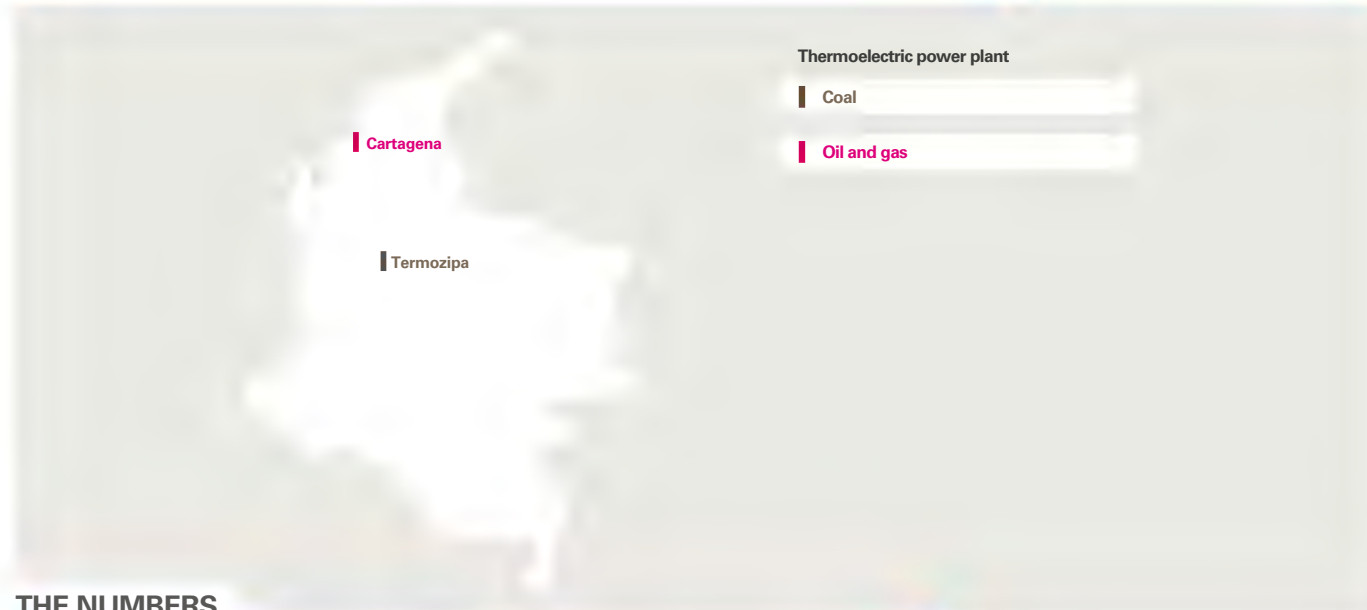 Thermoelectric power plant
Coal
Oil and gas
Cartagena
Termozipa
THE NUMBERS